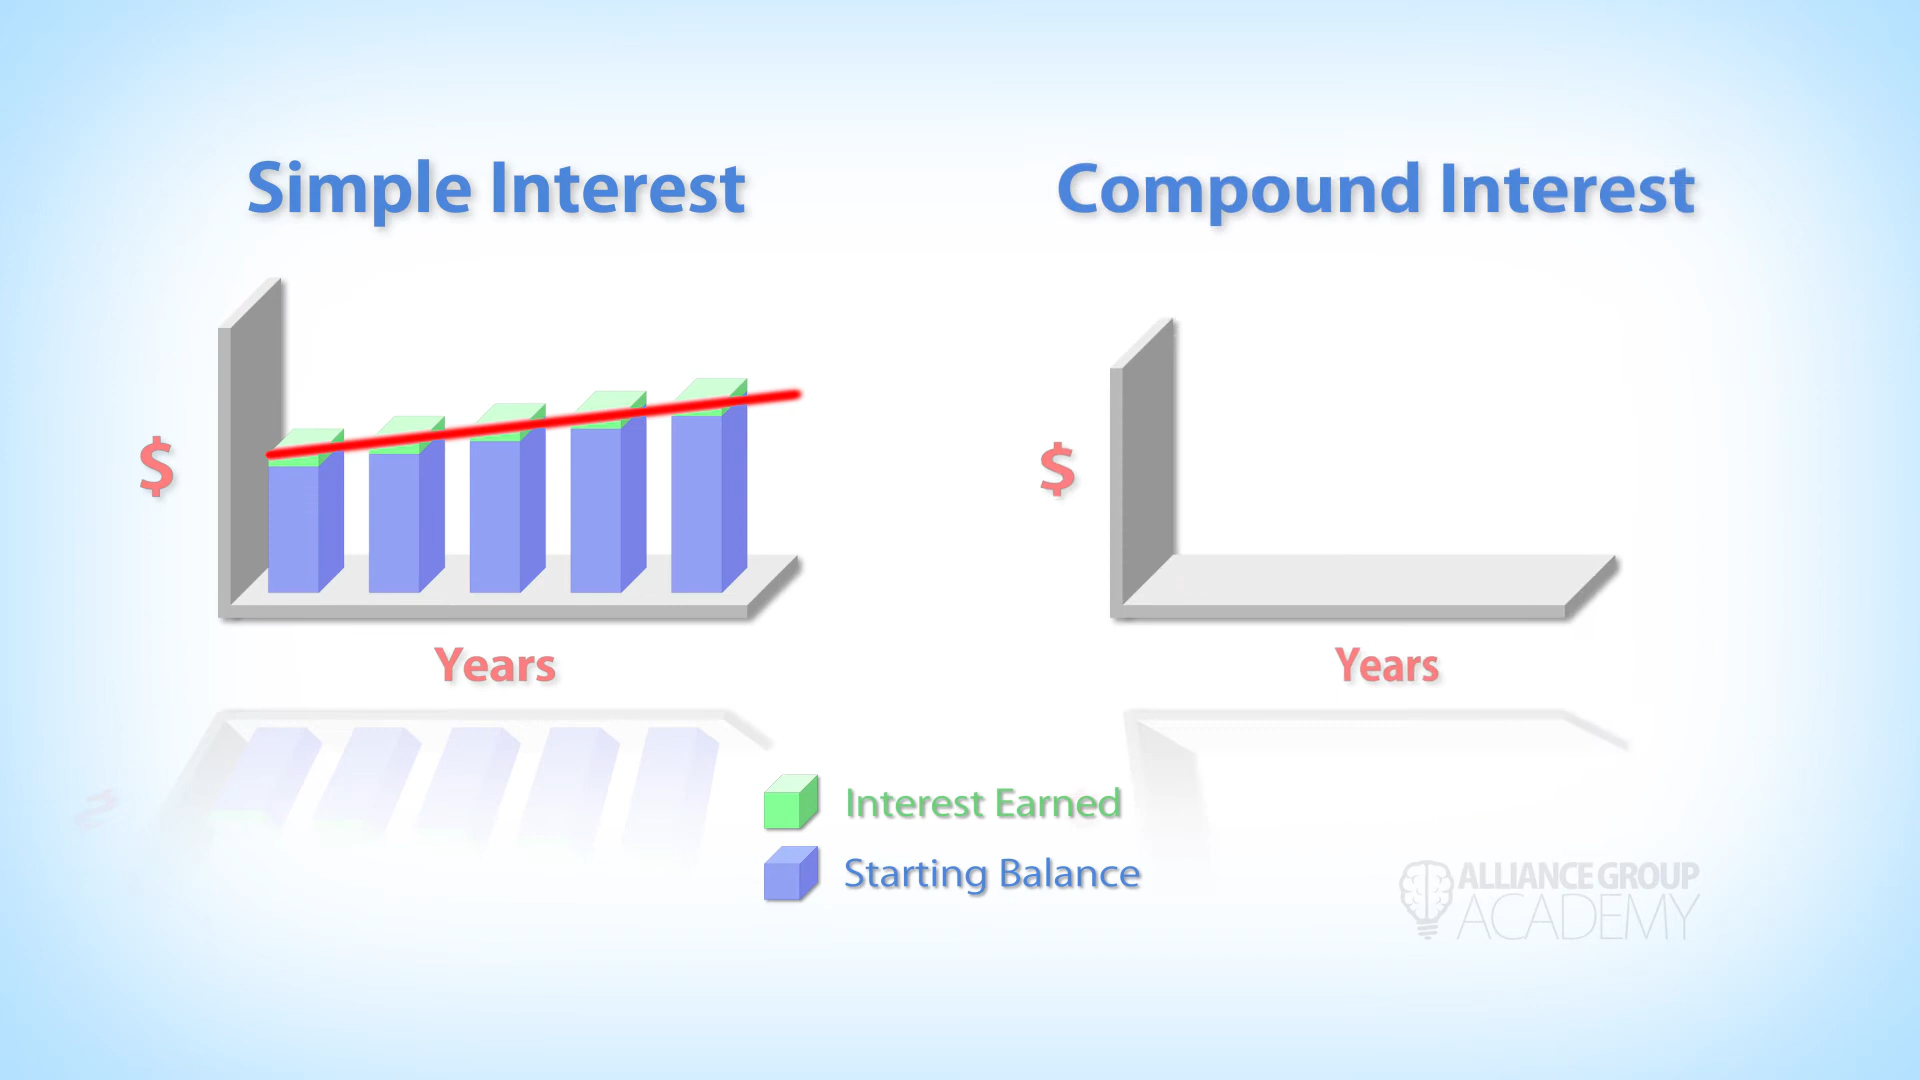 Simple Interest
Compound Interest
$
$
Years
Years
Interest Earned
Starting Balance
ALLIANCE GROUP
ACADEMY